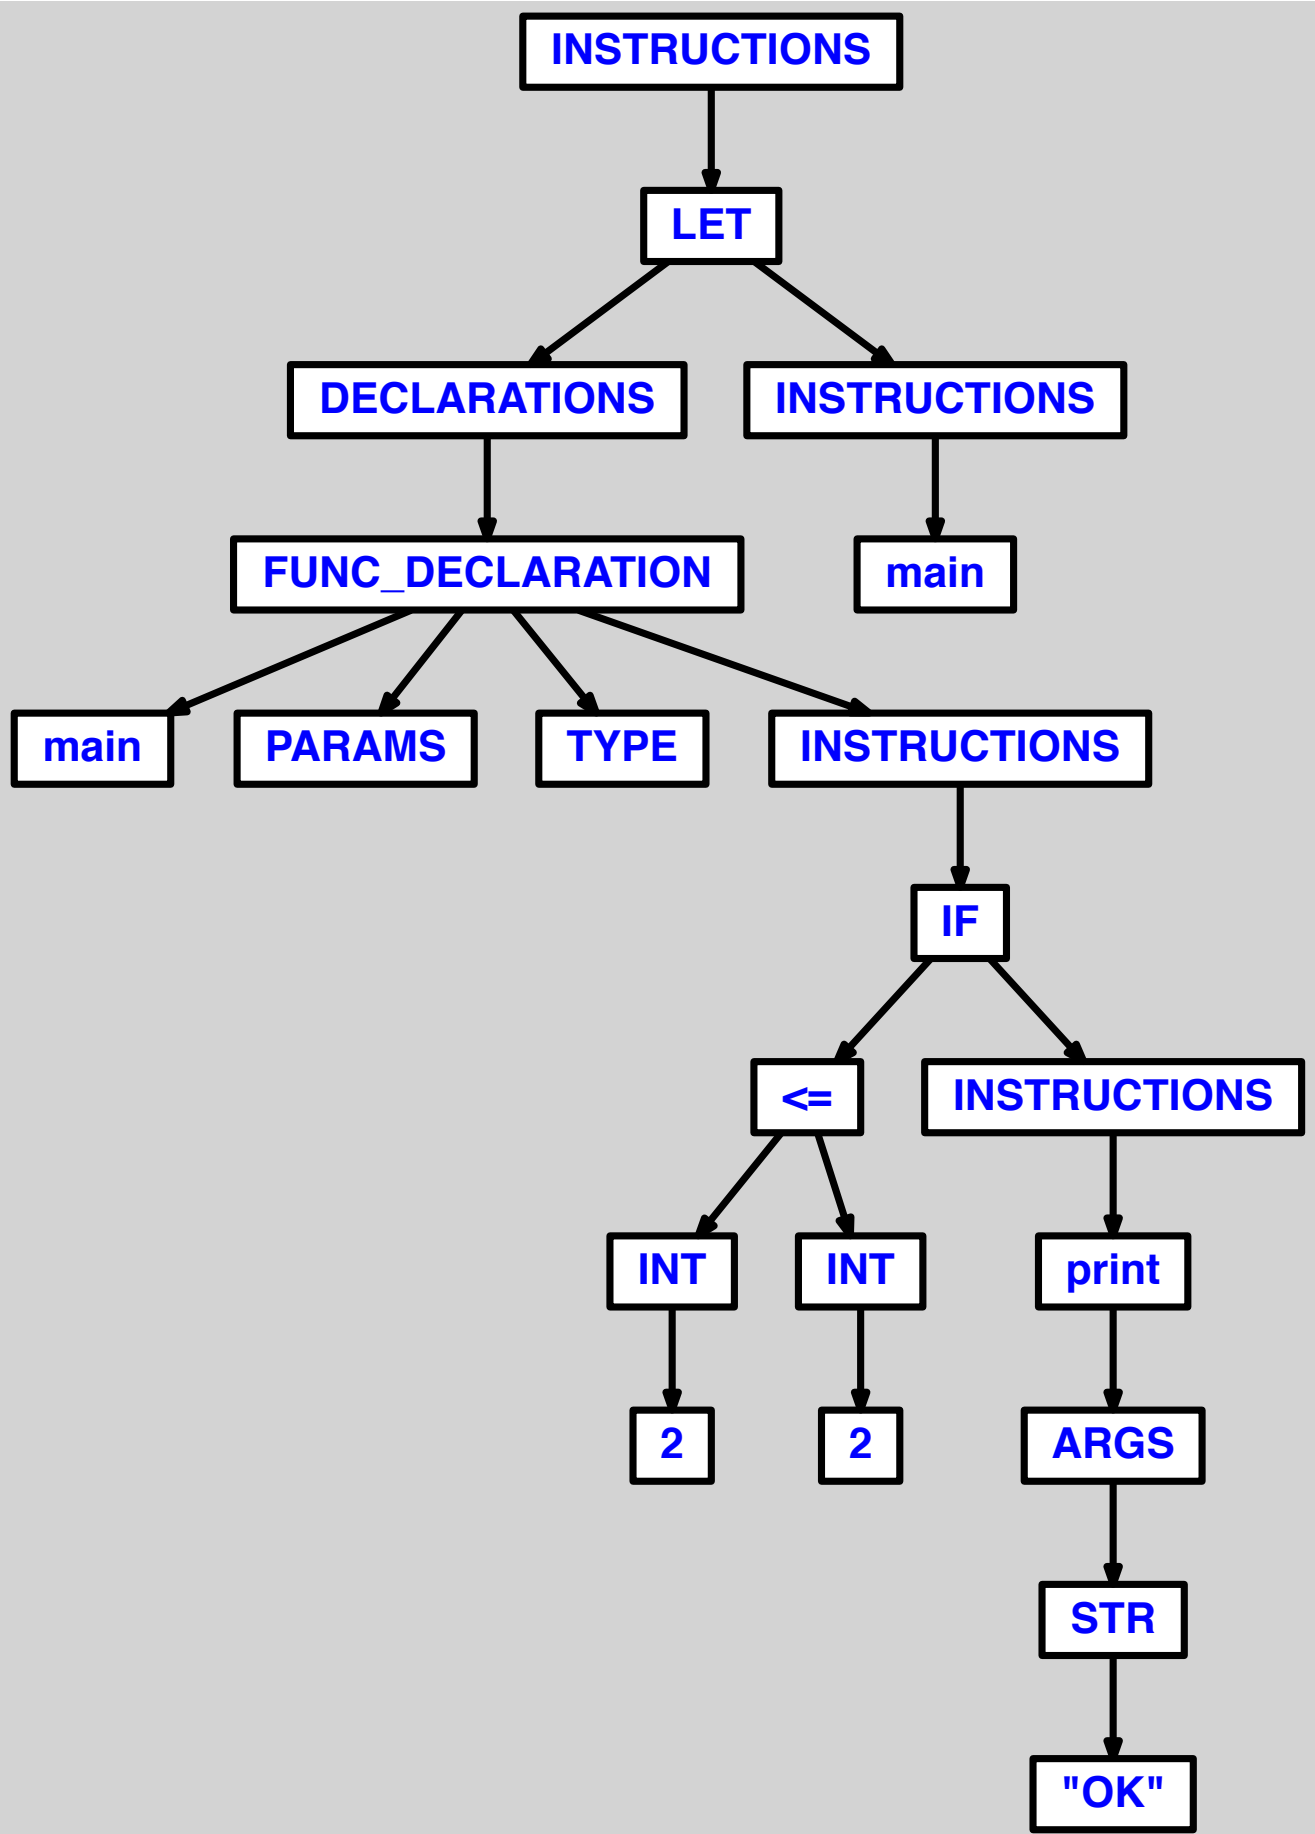 INSTRUCTIONS
LET
DECLARATIONS INSTRUCTIONS
FUNC_DECLARATION main
main PARAMS TYPE INSTRUCTIONS
IF
<= INSTRUCTIONS
INT INT print
2 2 ARGS
STR
"OK"